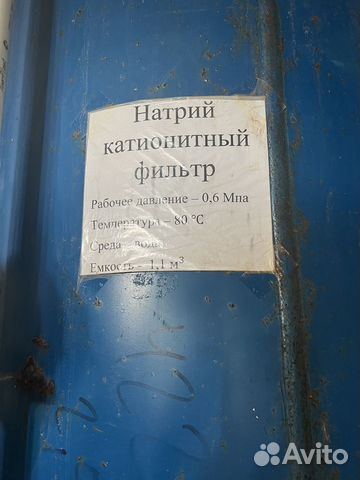 Натрий
катионитный
фильтр
Рабочее давление – 0,6 Мпа
Температура – 80 °С
Среда – вода
Емкость – 1,1 м³
Avito